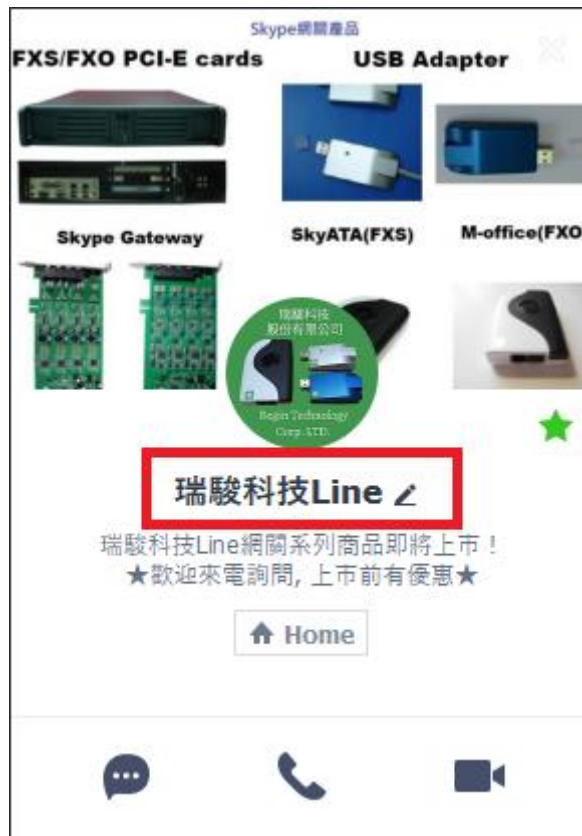 Skype網關產品
FXS/FXO PCI-E cards
USB Adapter
Skype Gateway
SkyATA(FXS)
M-office(FXO
瑞駿科技
股份有限公司
Regin Technology
Corp. LTD.
瑞駿科技Line
瑞駿科技Line網關系列商品即將上市！
★歡迎來電詢問, 上市前有優惠★
Home